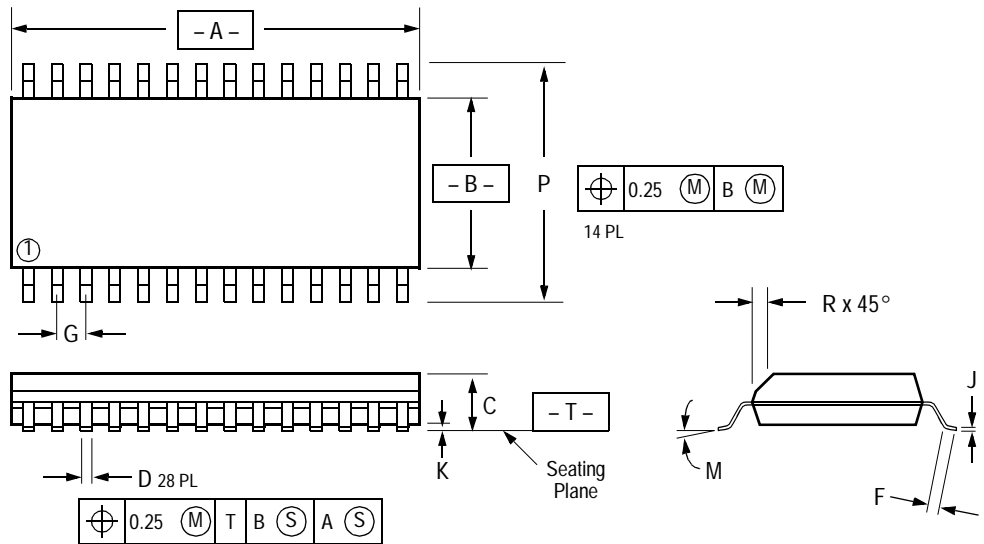 – A –
– B –
P
⌖ 0.25 Ⓜ B Ⓜ
14 PL
①
G
R x 45°
C
– T –
J
K
Seating
Plane
M
D 28 PL
F
⌖ 0.25 Ⓜ T B Ⓢ A Ⓢ